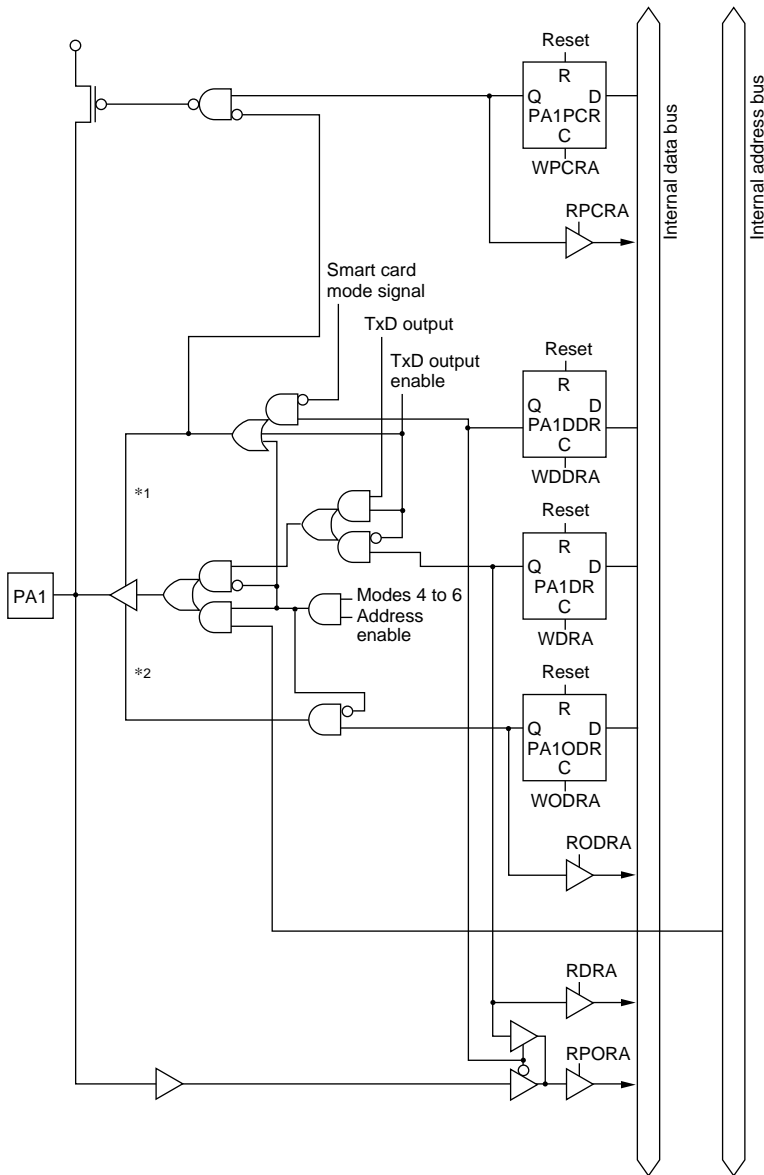 Reset
R
Q D
PA1PCR
C
WPCRA
RPCRA
Internal data bus
Internal address bus
Smart card
mode signal
TxD output
TxD output
enable
Reset
R
Q D
PA1DDR
C
WDDRA
*1
Reset
R
Q D
PA1DR
C
WDRA
PA1
Modes 4 to 6
Address
enable
*2
Reset
R
Q D
PA1ODR
C
WODRA
RODRA
RDRA
RPORA